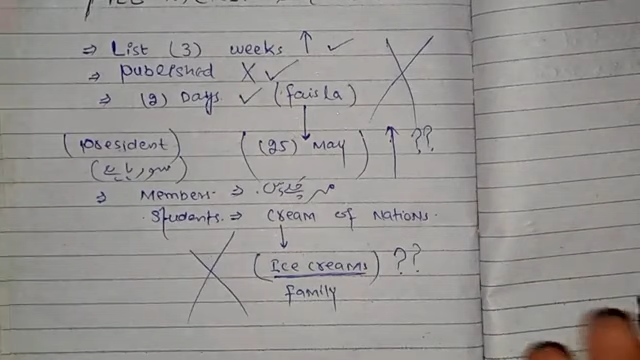 ⇒ List (3) weeks ↑ ✓
⇒ published X ✓
⇒ (2) Days ✓ (faisla)
(president) ((25) May) ↑ ??
⇒ Members ⇒
Students ⇒ cream of Nations.
(Ice creams) ??
family